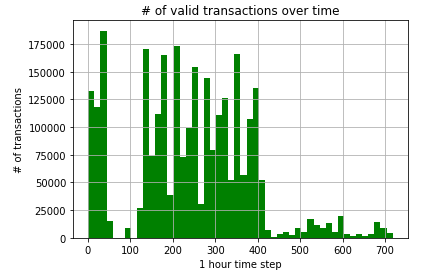 # of valid transactions over time
175000
150000
125000
100000
75000
50000
25000
0
# of transactions
0 100 200 300 400 500 600 700
1 hour time step